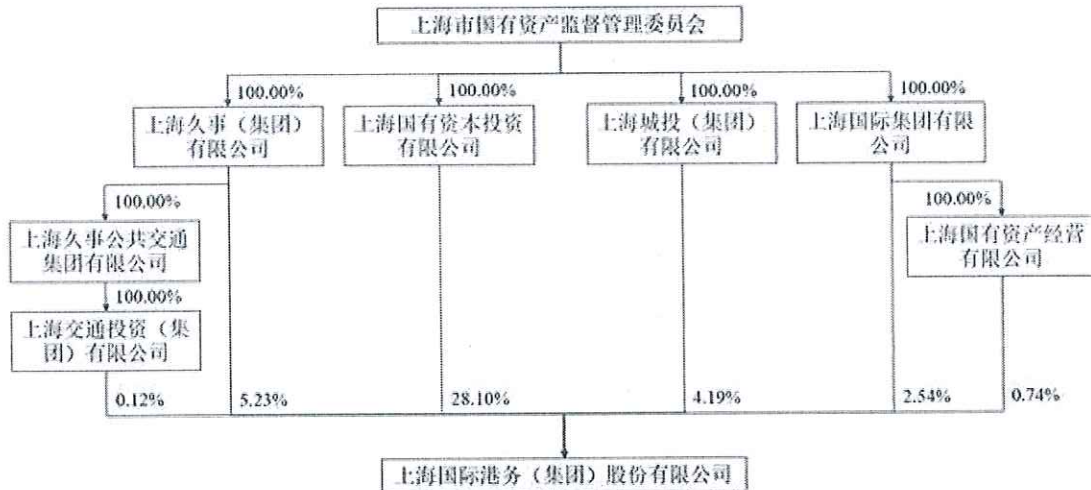 上海市国有资产监督管理委员会
100.00%
100.00%
100.00%
100.00%
上海久事（集团）
有限公司
上海国有资本投资
有限公司
上海城投（集团）
有限公司
上海国际集团有限
公司
100.00%
100.00%
上海久事公共交通
集团有限公司
上海国有资产经营
有限公司
100.00%
上海交通投资（集
团）有限公司
0.12%
5.23%
28.10%
4.19%
2.54%
0.74%
上海国际港务（集团）股份有限公司